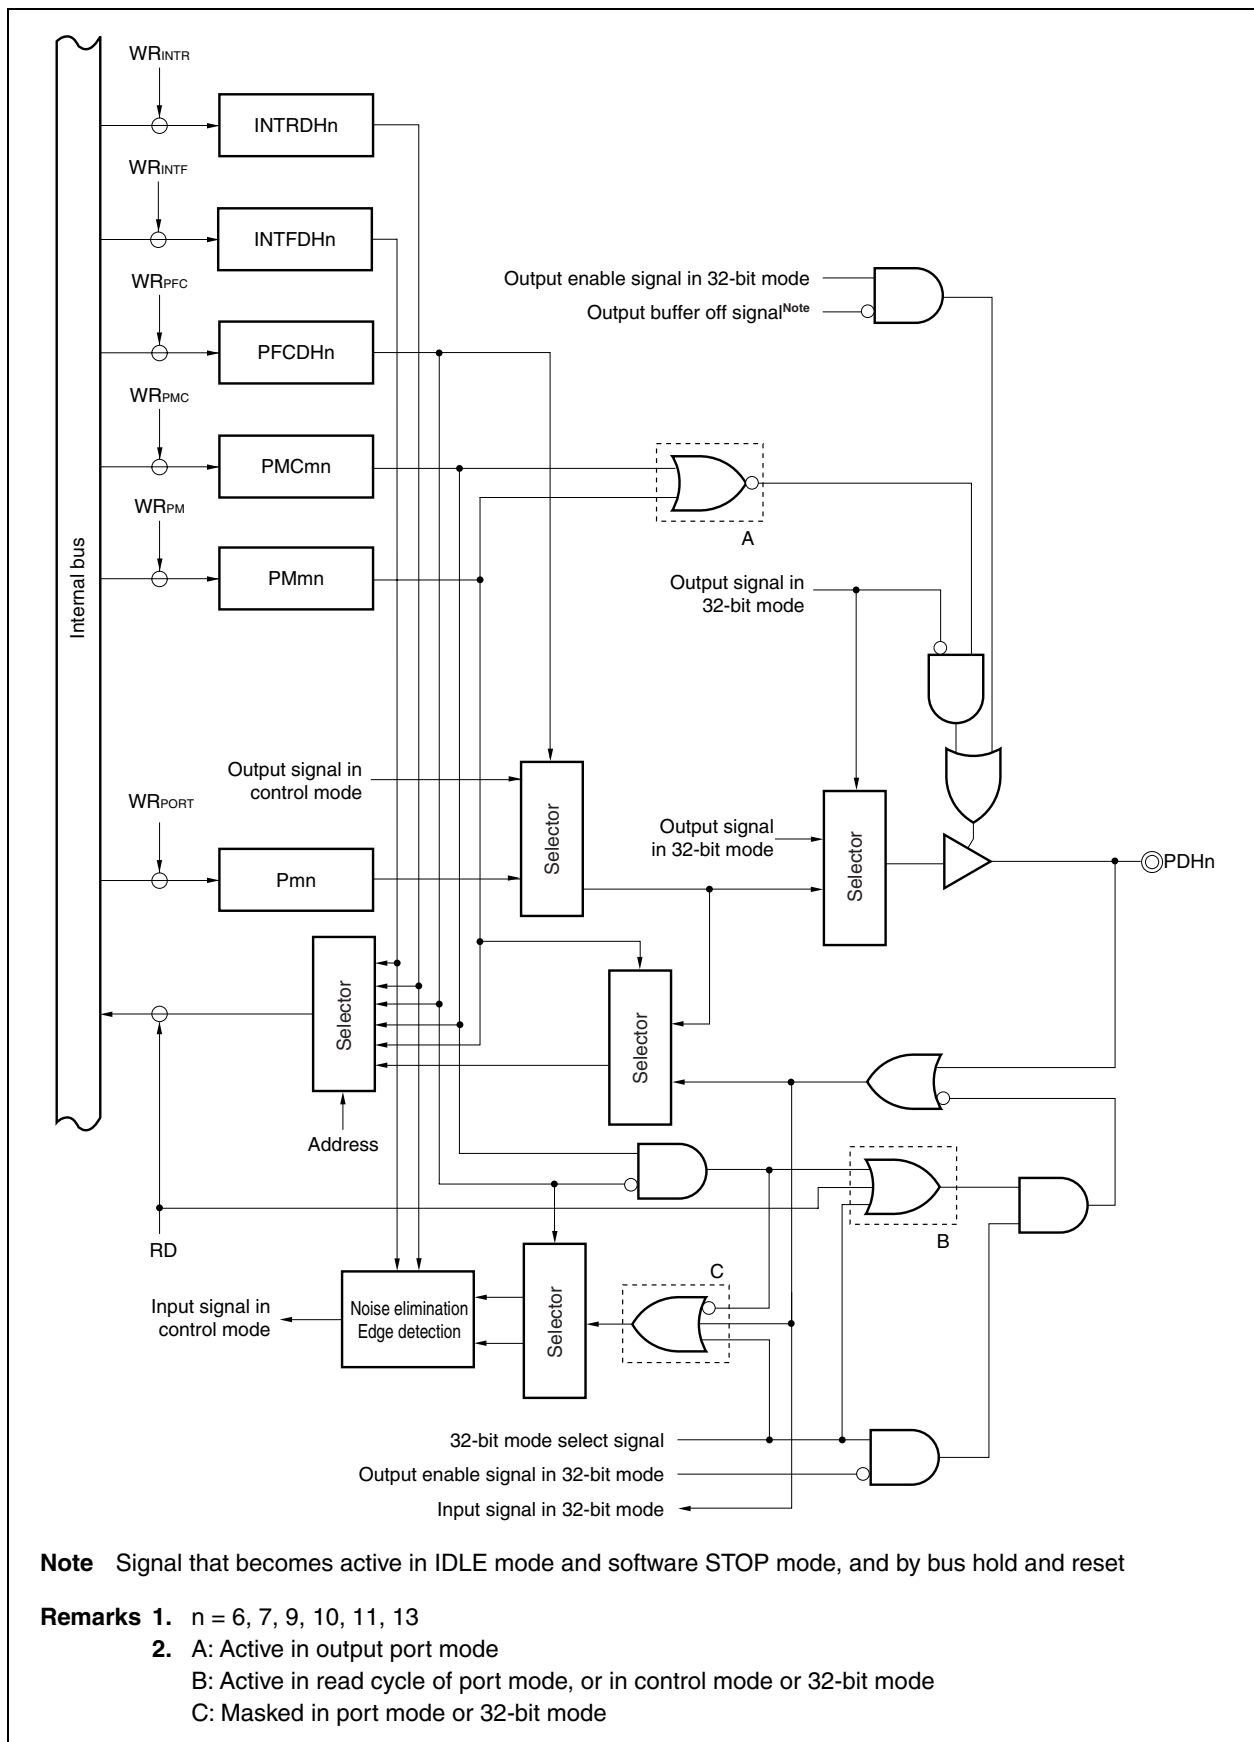 WRINTR
INTRDHn
WRINTF
INTFDHn
WRPFC
Output enable signal in 32-bit mode
Output buffer off signalNote
PFCDHn
WRPMC
PMCmn
A
WRPM
Internal bus
PMmn
Output signal in
32-bit mode
Output signal in
control mode
Selector
WRPORT
Output signal
in 32-bit mode
Selector
PDHn
Pmn
Selector
Selector
Address
B
RD
C
Input signal in
control mode
Noise elimination
Edge detection
Selector
32-bit mode select signal
Output enable signal in 32-bit mode
Input signal in 32-bit mode
Note Signal that becomes active in IDLE mode and software STOP mode, and by bus hold and reset
Remarks 1. n = 6, 7, 9, 10, 11, 13
2. A: Active in output port mode
B: Active in read cycle of port mode, or in control mode or 32-bit mode
C: Masked in port mode or 32-bit mode